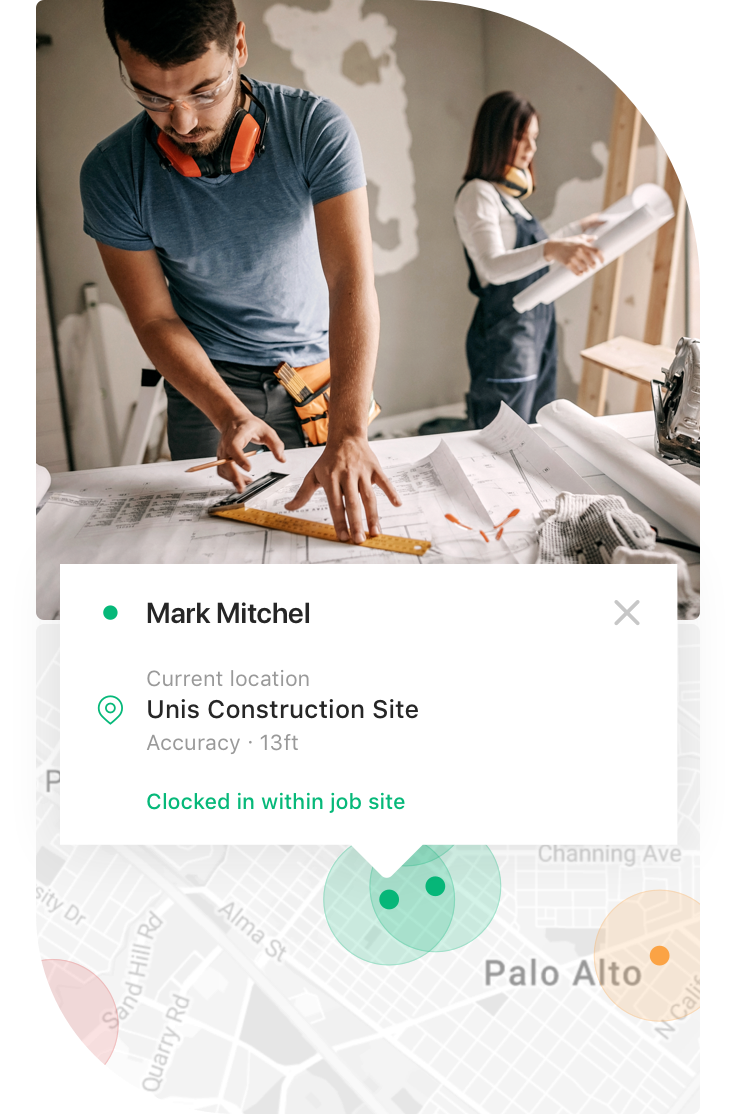 Mark Mitchel
Current location
Unis Construction Site
Accuracy · 13ft
P
Clocked in within job site
Channing Ave
sity Dr
Alma St
Sand Hill Rd
Palo Alto
N Calif
Quarry Rd